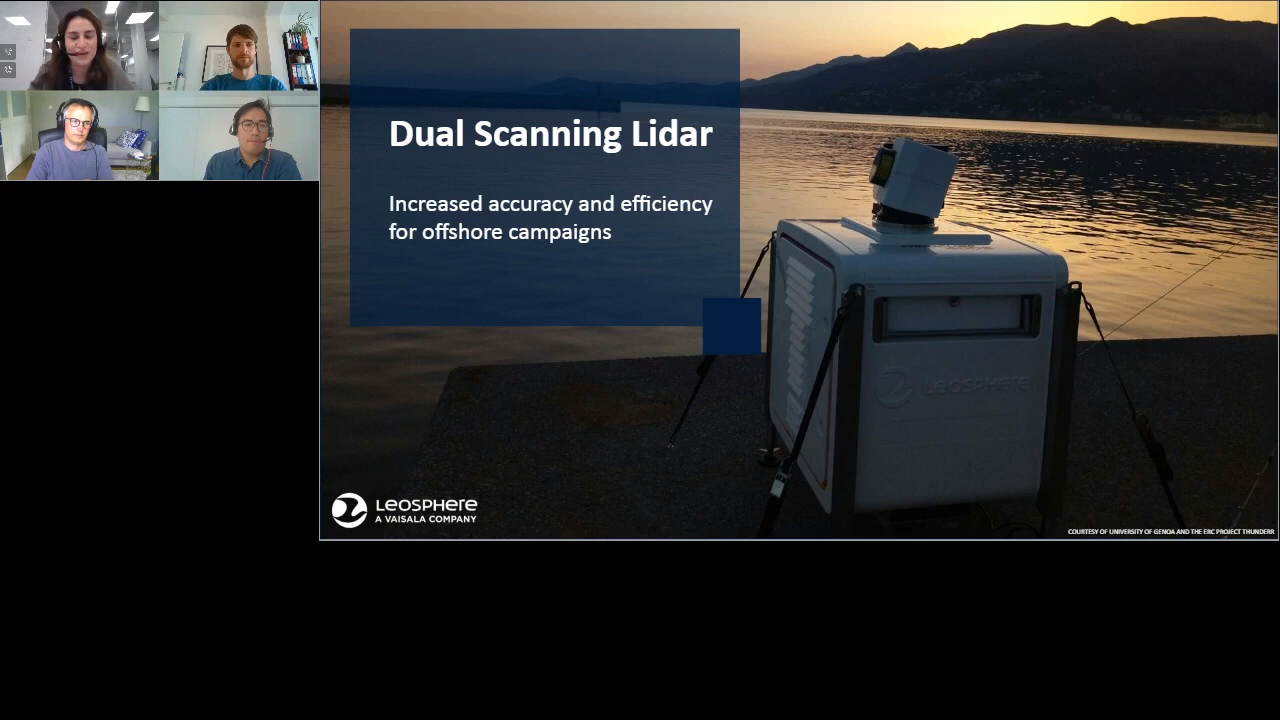 Dual Scanning Lidar
Increased accuracy and efficiency
for offshore campaigns
LEOSPHERE
LEOSPHERE
A VAISALA COMPANY
COURTESY OF UNIVERSITY OF GENOA AND THE ERC PROJECT THUNDERR